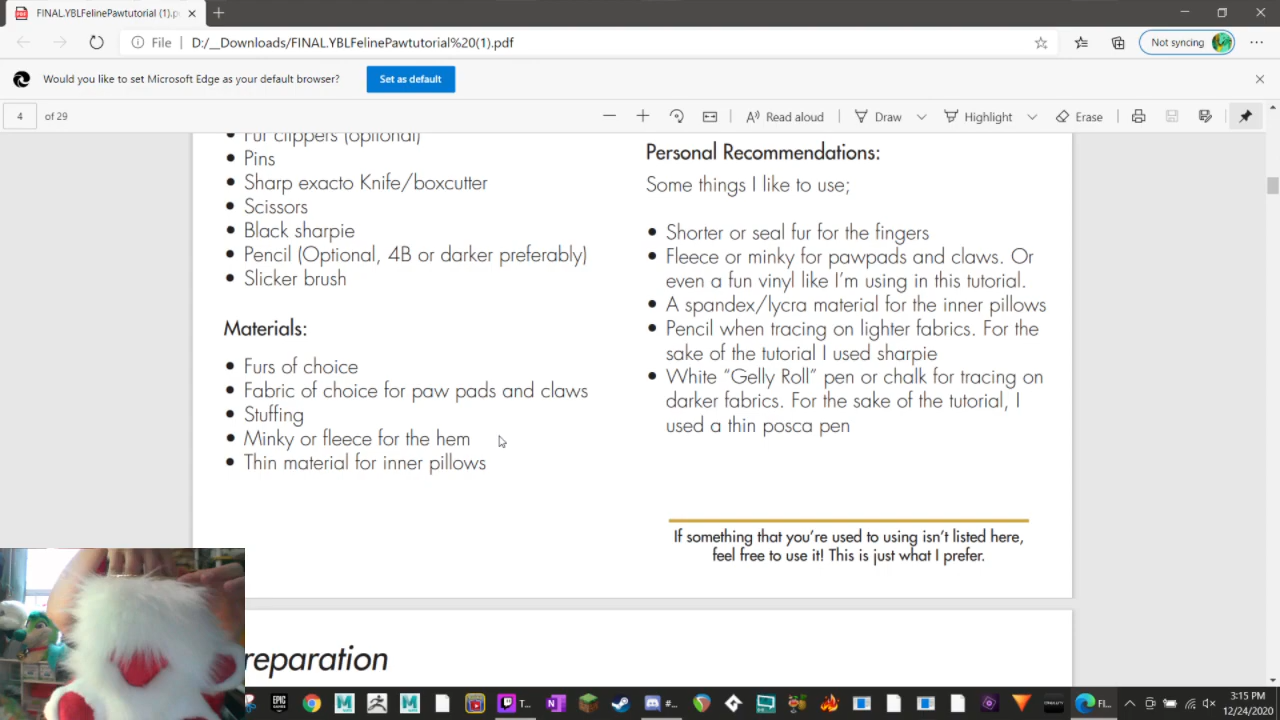 FINAL.YBLFelinePawtutorial (1).p
File D:/__Downloads/FINAL.YBLFelinePawtutorial%20(1).pdf
Not syncing
Would you like to set Microsoft Edge as your default browser?
Set as default
4 of 29
Read aloud
Draw
Highlight
Erase
Fur clippers (optional)
Pins
Sharp exacto Knife/boxcutter
Scissors
Black sharpie
Pencil (Optional, 4B or darker preferably)
Slicker brush
Materials:
Furs of choice
Fabric of choice for paw pads and claws
Stuffing
Minky or fleece for the hem
Thin material for inner pillows
Personal Recommendations:
Some things I like to use;
Shorter or seal fur for the fingers
Fleece or minky for pawpads and claws. Or
even a fun vinyl like I'm using in this tutorial.
A spandex/lycra material for the inner pillows
Pencil when tracing on lighter fabrics. For the
sake of the tutorial I used sharpie
White “Gelly Roll” pen or chalk for tracing on
darker fabrics. For the sake of the tutorial, I
used a thin posca pen
If something that you're used to using isn't listed here,
feel free to use it! This is just what I prefer.
reparation
EPIC
GAMES
T...
#...
Fl...
3:15 PM
12/24/2020